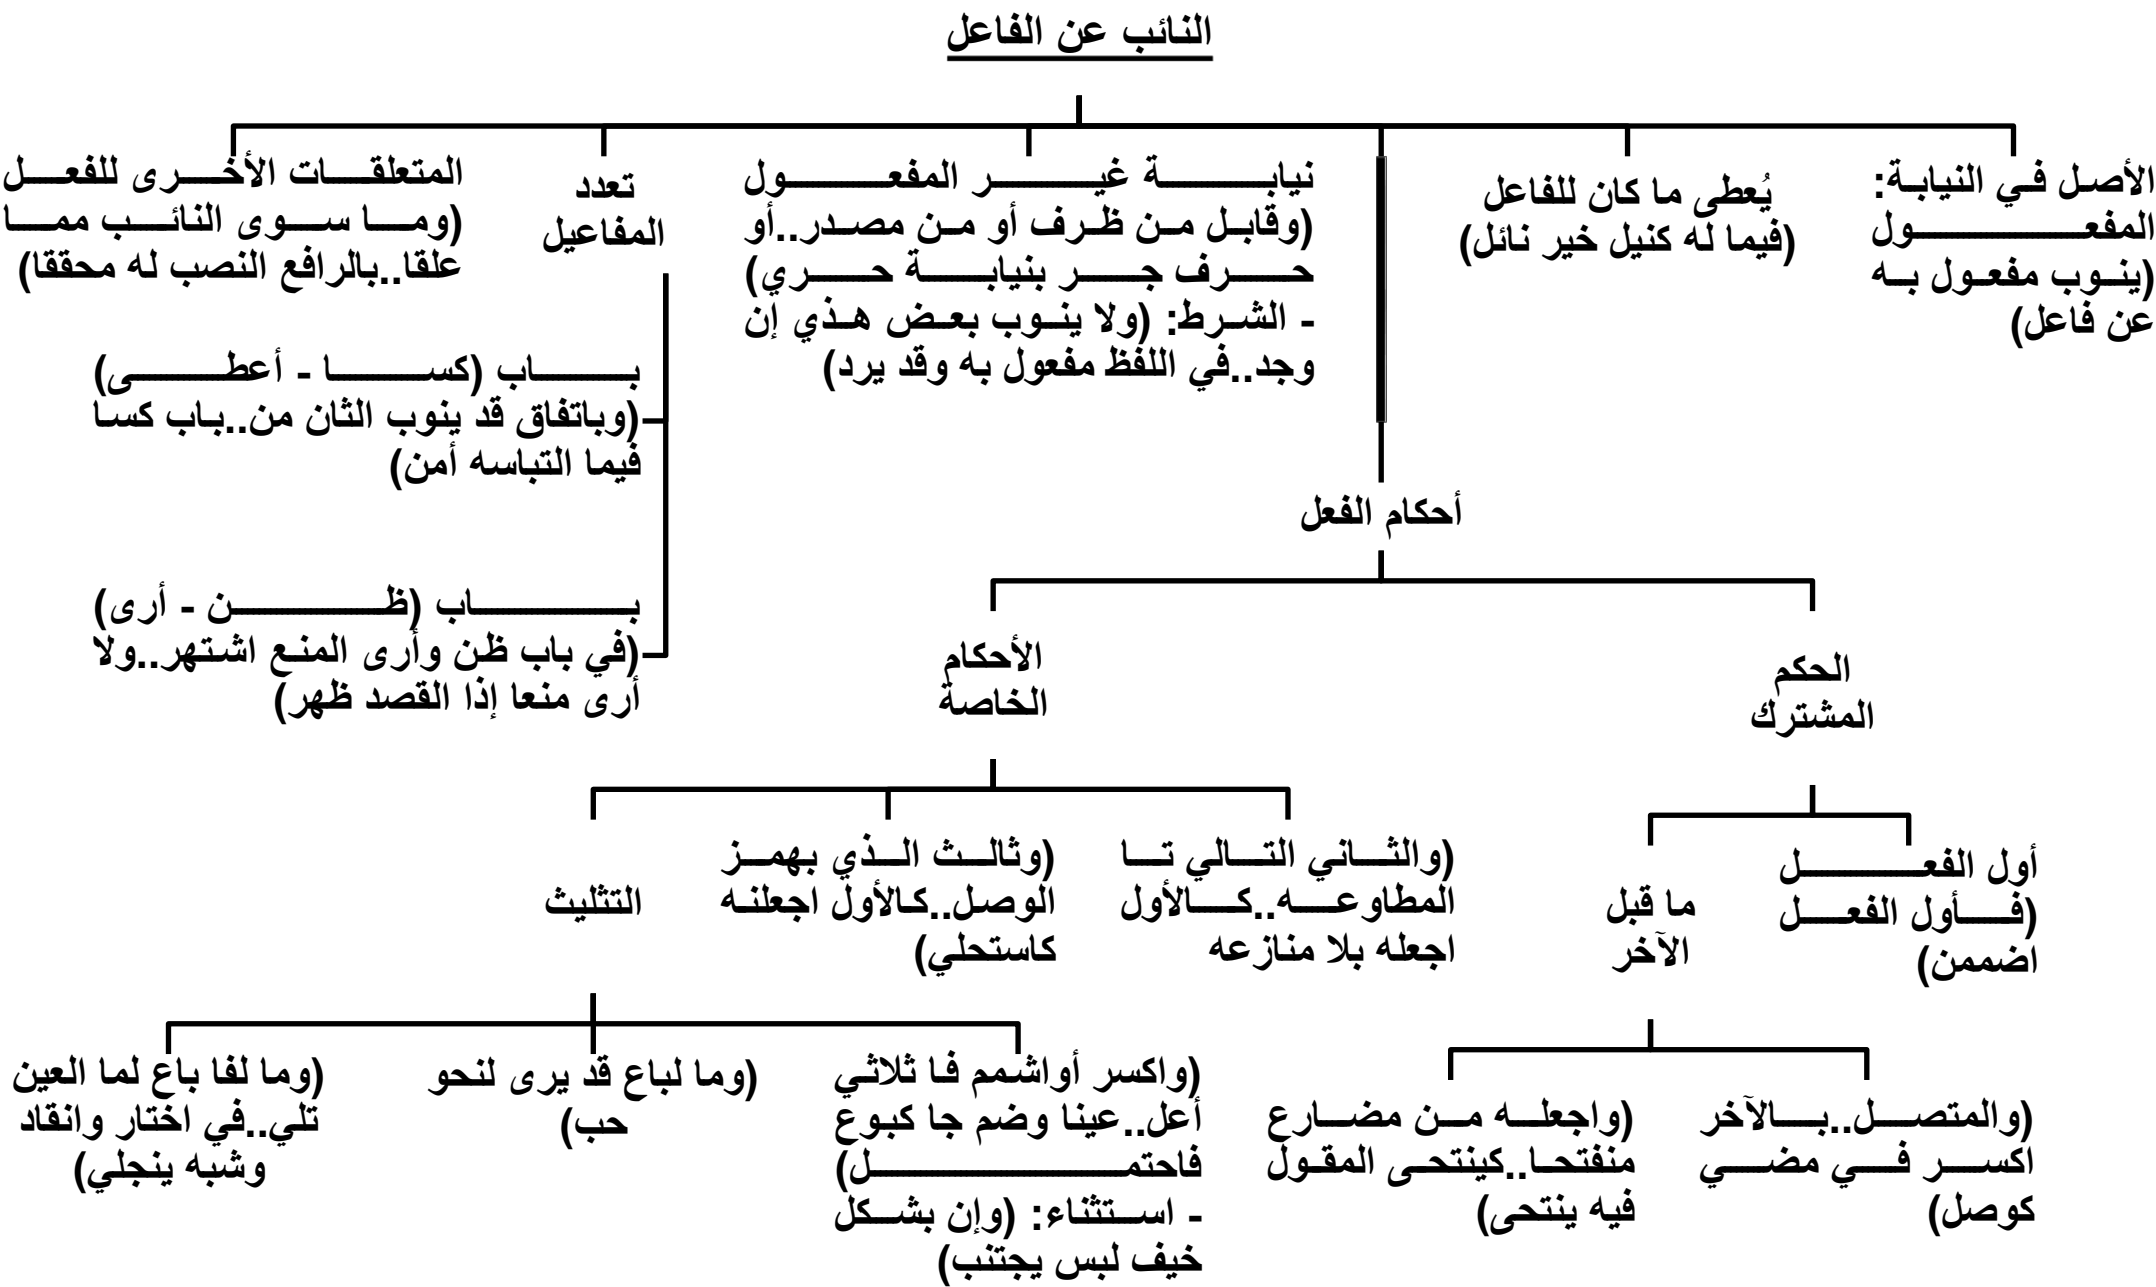 النائب عن الفاعل
الأصل في النيابة:
المفعول
(ينوب مفعول به
عن فاعل)
يُعطى ما كان للفاعل
(فيما له كنيل خير نائل)
أحكام الفعل
الحكم
المشترك
أول الفعل
(فأول الفعل
اضممن)
ما قبل
الآخر
(والمتصل..بالآخر
اكسر في مضي
كوصل)
(واجعله من مضارع
منفتحا..كينتحى المقول
فيه ينتحى)
الأحكام
الخاصة
(والثاني التالي تا
المطاوعه..كالأول
اجعله بلا منازعه
(وثالث الذي بهمز
الوصل..كالأول اجعلنه
كاستحلي)
التثليث
(واكسر أواشمم فا ثلاثي
أعل..عينا وضم جا كبوع
فاحتمل)
- استثناء: (وإن بشكل
خيف لبس يجتنب)
(وما لباع قد يرى لنحو
حب)
(وما لفا باع لما العين
تلي..في اختار وانقاد
وشبه ينجلي)
نيابة غير المفعول
(وقابل من ظرف أو من مصدر..أو
حرف جر بنيابة حري)
- الشرط: (ولا ينوب بعض هذي إن
وجد..في اللفظ مفعول به وقد يرد)
تعدد
المفاعيل
باب (كسا - أعطى)
(وباتفاق قد ينوب الثان من..باب كسا
فيما التباسه أمن)
باب (ظن - أرى)
(في باب ظن وأرى المنع اشتهر..ولا
أرى منعا إذا القصد ظهر)
المتعلقات الأخرى للفعل
(وما سوى النائب مما
علقا..بالرافع النصب له محققا)